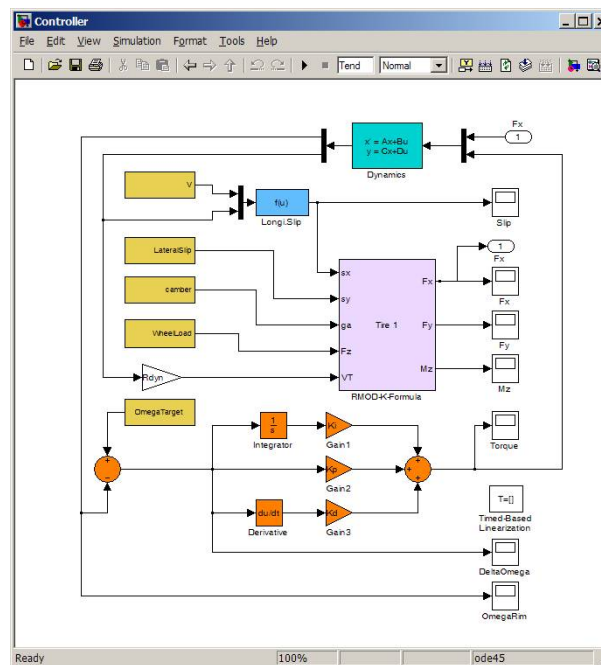 Controller
File Edit View Simulation Format Tools Help
Tend Normal
Fx
1
x' = Ax+Bu
y = Cx+Du
Dynamics
V
f(u)
Longi.Slip
Slip
LateralSlip
camber
WheelLoad
Rdyn
sx
sy
ga
Fz
VT
Tire 1
Fx
Fy
Mz
RMOD-K-Formula
1
Fx
Fx
Fy
Mz
OmegaTarget
1
s
Integrator
Ki
Gain1
Kp
Gain2
du/dt
Derivative
Kd
Gain3
Torque
T=[]
Timed-Based
Linearization
DeltaOmega
OmegaRim
Ready 100% ode45